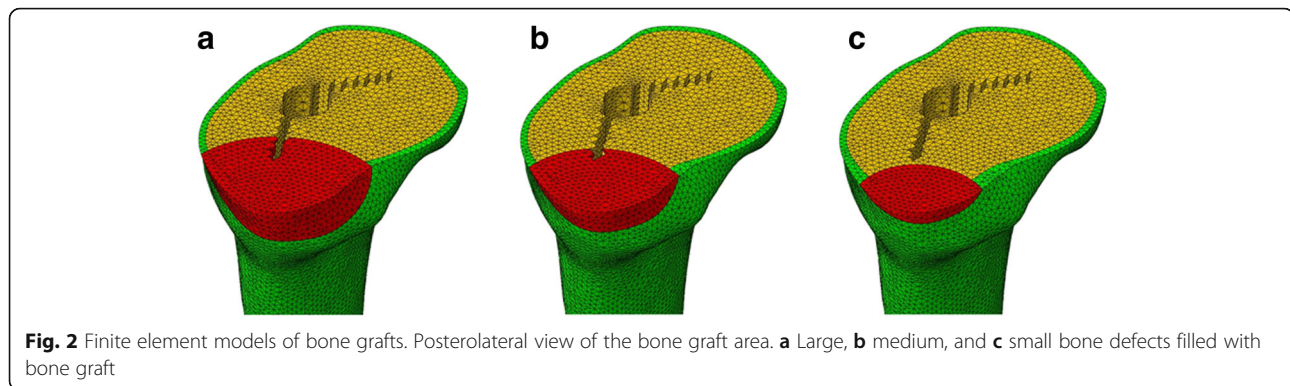 a b c
Fig. 2 Finite element models of bone grafts. Posterolateral view of the bone graft area. a Large, b medium, and c small bone defects filled with
bone graft